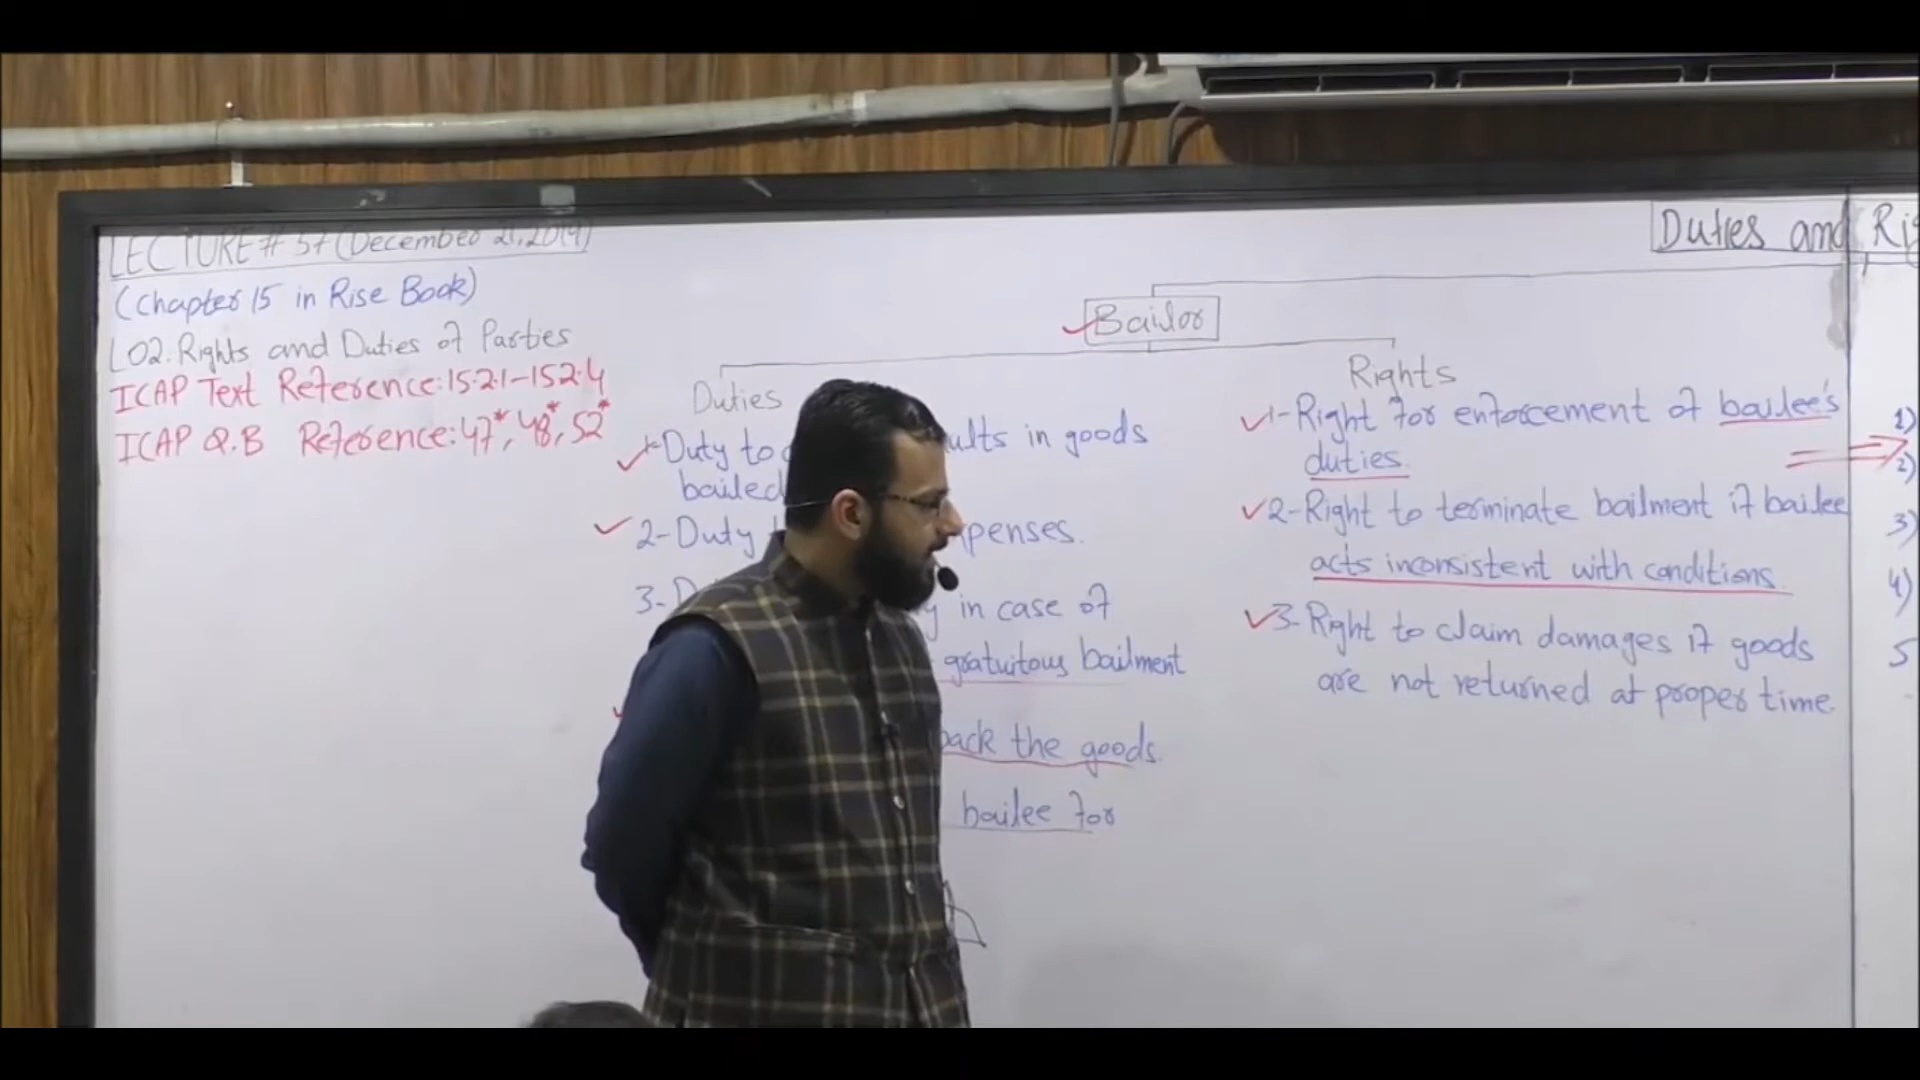 LECTURE # 57 (December 21, 2019)
(Chapter 15 in Rise Book)
LO2. Rights and Duties of Parties
ICAP Text Reference: 15.2.1-15.2.4
ICAP Q.B Reference: 47*, 48*, 52*
Duties and
Bailor
Duties
1-Duty to in goods
bailed
2-Duty
3- in case of
gratuitous bailment
back the goods.
bailee for
Rights
1-Right for enforcement of bailee's
duties.
2-Right to terminate bailment if bailee
acts inconsistent with conditions.
3-Right to claim damages if goods
are not returned at proper time.
1)
2)
3)
4)
5